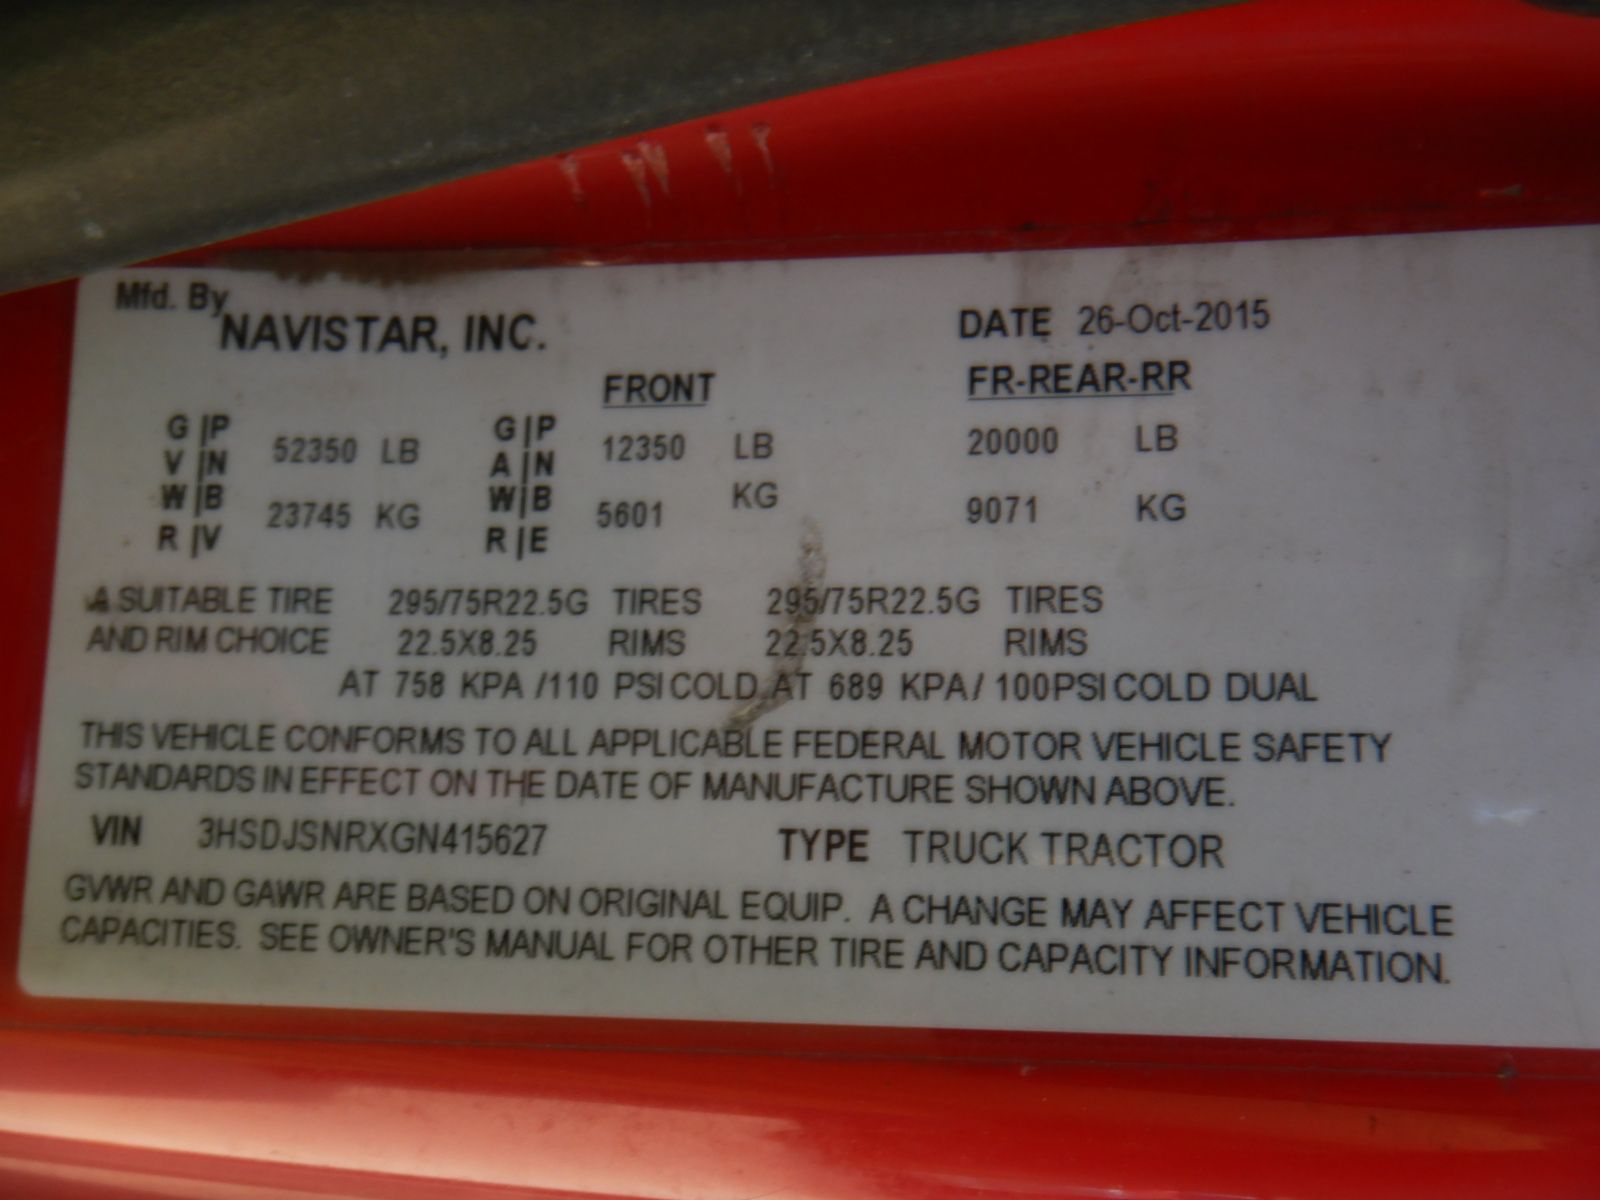 Mfd. By
NAVISTAR, INC.
DATE 26-Oct-2015
FRONT
FR-REAR-RR
G|P
V|N
W|B
R|V
52350 LB
23745 KG
G|P
A|N
W|B
R|E
12350 LB
5601 KG
20000 LB
9071 KG
A SUITABLE TIRE 295/75R22.5G TIRES 295/75R22.5G TIRES
AND RIM CHOICE 22.5X8.25 RIMS 22.5X8.25 RIMS
AT 758 KPA /110 PSI COLD AT 689 KPA/ 100PSI COLD DUAL
THIS VEHICLE CONFORMS TO ALL APPLICABLE FEDERAL MOTOR VEHICLE SAFETY
STANDARDS IN EFFECT ON THE DATE OF MANUFACTURE SHOWN ABOVE.
VIN 3HSDJSNRXGN415627 TYPE TRUCK TRACTOR
GVWR AND GAWR ARE BASED ON ORIGINAL EQUIP. A CHANGE MAY AFFECT VEHICLE
CAPACITIES. SEE OWNER'S MANUAL FOR OTHER TIRE AND CAPACITY INFORMATION.